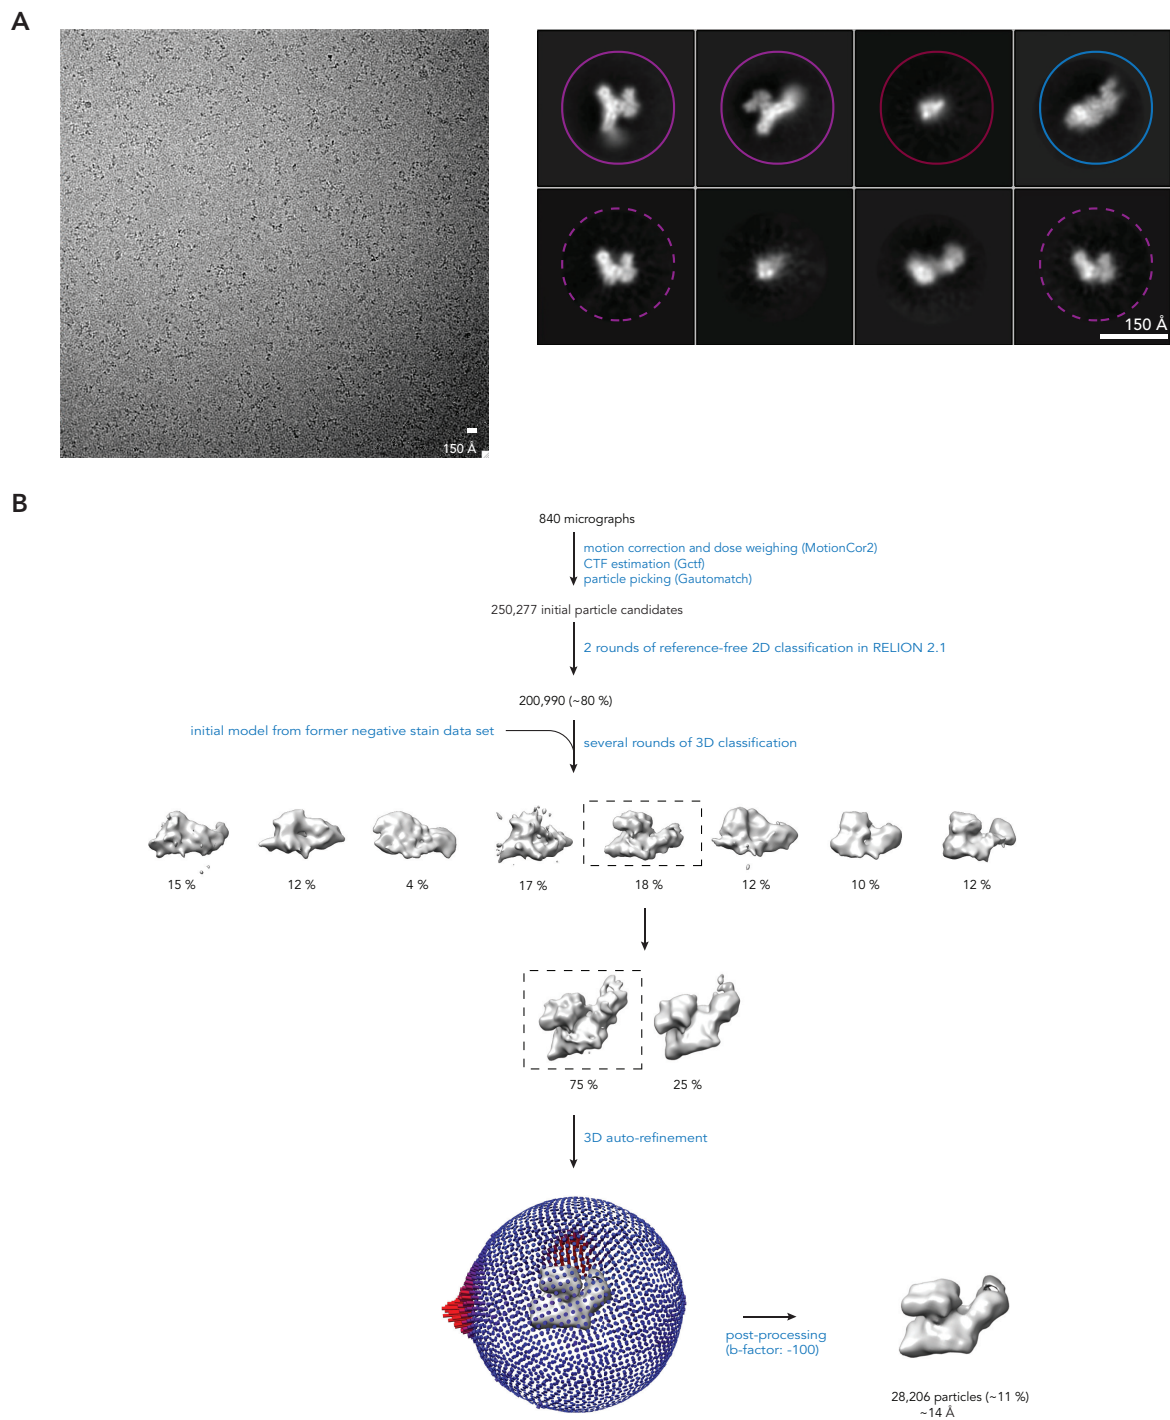 A
150 Å
150 Å
B
840 micrographs
motion correction and dose weighing (MotionCor2)
CTF estimation (Gctf)
particle picking (Gautomatch)
250,277 initial particle candidates
2 rounds of reference-free 2D classification in RELION 2.1
200,990 (~80 %)
initial model from former negative stain data set
several rounds of 3D classification
15 %
12 %
4 %
17 %
18 %
12 %
10 %
12 %
75 %
25 %
3D auto-refinement
post-processing
(b-factor: -100)
28,206 particles (~11 %)
~14 Å